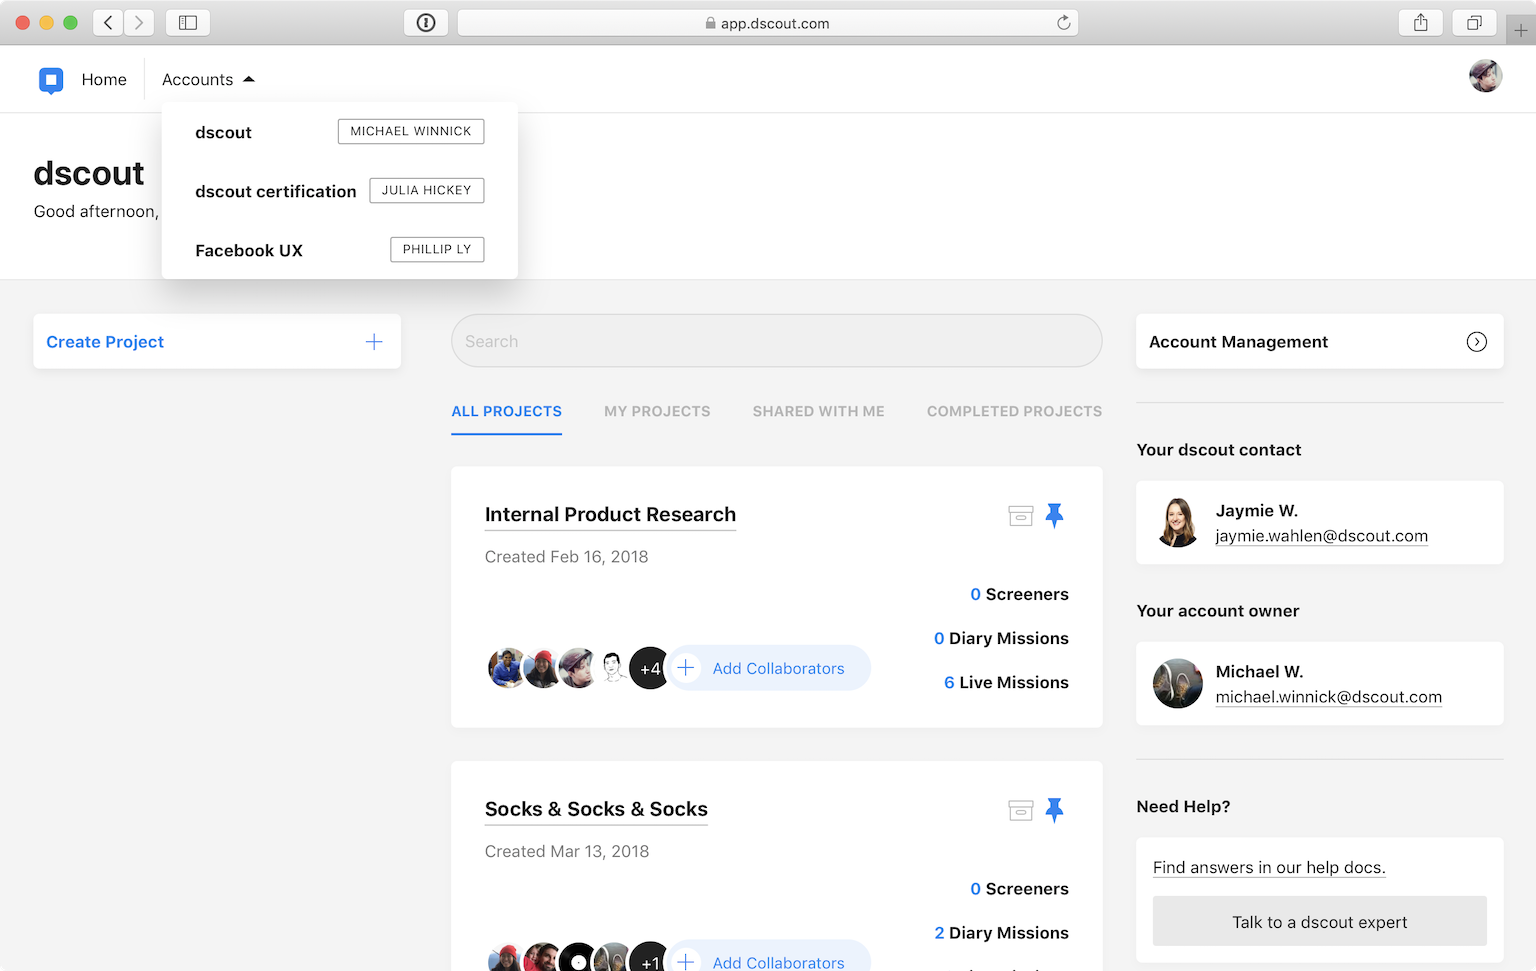 app.dscout.com
Home
Accounts
dscout
MICHAEL WINNICK
dscout certification
JULIA HICKEY
Facebook UX
PHILLIP LY
dscout
Good afternoon,
Create Project
Search
Account Management
ALL PROJECTS
MY PROJECTS
SHARED WITH ME
COMPLETED PROJECTS
Your dscout contact
Jaymie W.
jaymie.wahlen@dscout.com
Your account owner
Michael W.
michael.winnick@dscout.com
Need Help?
Find answers in our help docs.
Talk to a dscout expert
Internal Product Research
Created Feb 16, 2018
0 Screeners
0 Diary Missions
6 Live Missions
+4
Add Collaborators
Socks & Socks & Socks
Created Mar 13, 2018
0 Screeners
2 Diary Missions
+1
Add Collaborators